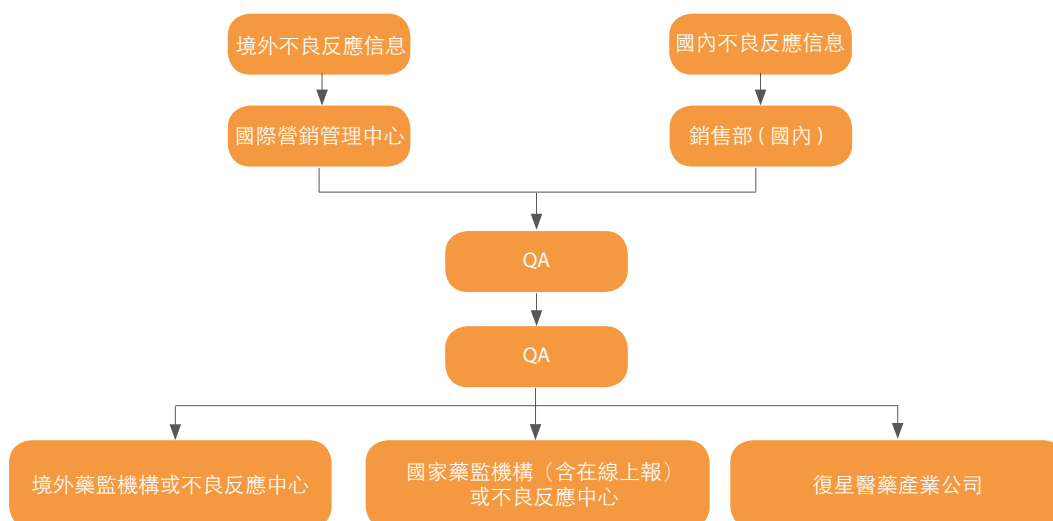 境外不良反應信息
國內不良反應信息
國際營銷管理中心
銷售部(國內)
QA
QA
境外藥監機構或不良反應中心
國家藥監機構（含在線上報）
或不良反應中心
復星醫藥產業公司